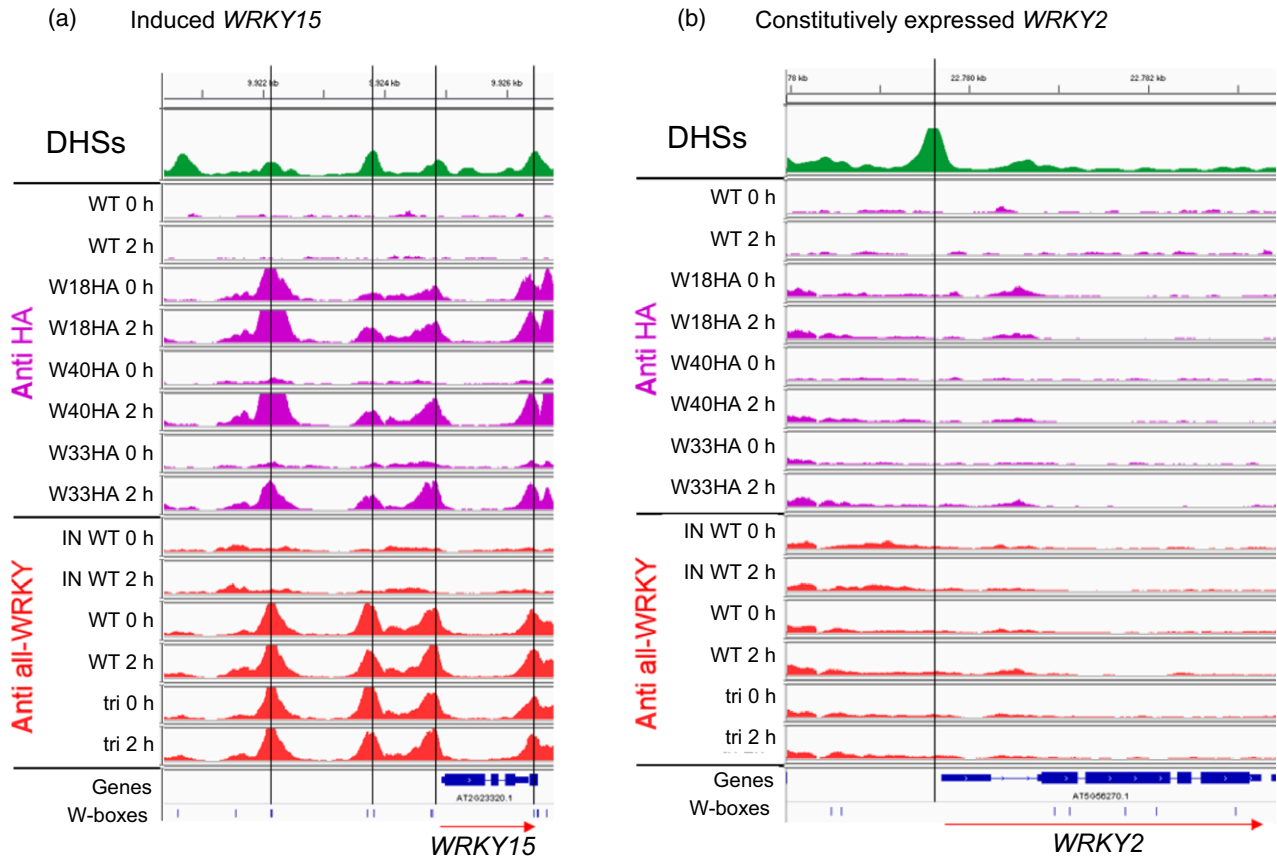 (a) Induced WRKY15
9.922 kb 9.924 kb 9.926 kb
DHSs
Anti HA
WT 0 h
WT 2 h
W18HA 0 h
W18HA 2 h
W40HA 0 h
W40HA 2 h
W33HA 0 h
W33HA 2 h
Anti all-WRKY
IN WT 0 h
IN WT 2 h
WT 0 h
WT 2 h
tri 0 h
tri 2 h
Genes
AT2G23320.1
W-boxes
WRKY15
(b) Constitutively expressed WRKY2
78 kb 22.780 kb 22.782 kb
DHSs
Anti HA
WT 0 h
WT 2 h
W18HA 0 h
W18HA 2 h
W40HA 0 h
W40HA 2 h
W33HA 0 h
W33HA 2 h
Anti all-WRKY
IN WT 0 h
IN WT 2 h
WT 0 h
WT 2 h
tri 0 h
tri 2 h
Genes
AT5G56270.1
W-boxes
WRKY2